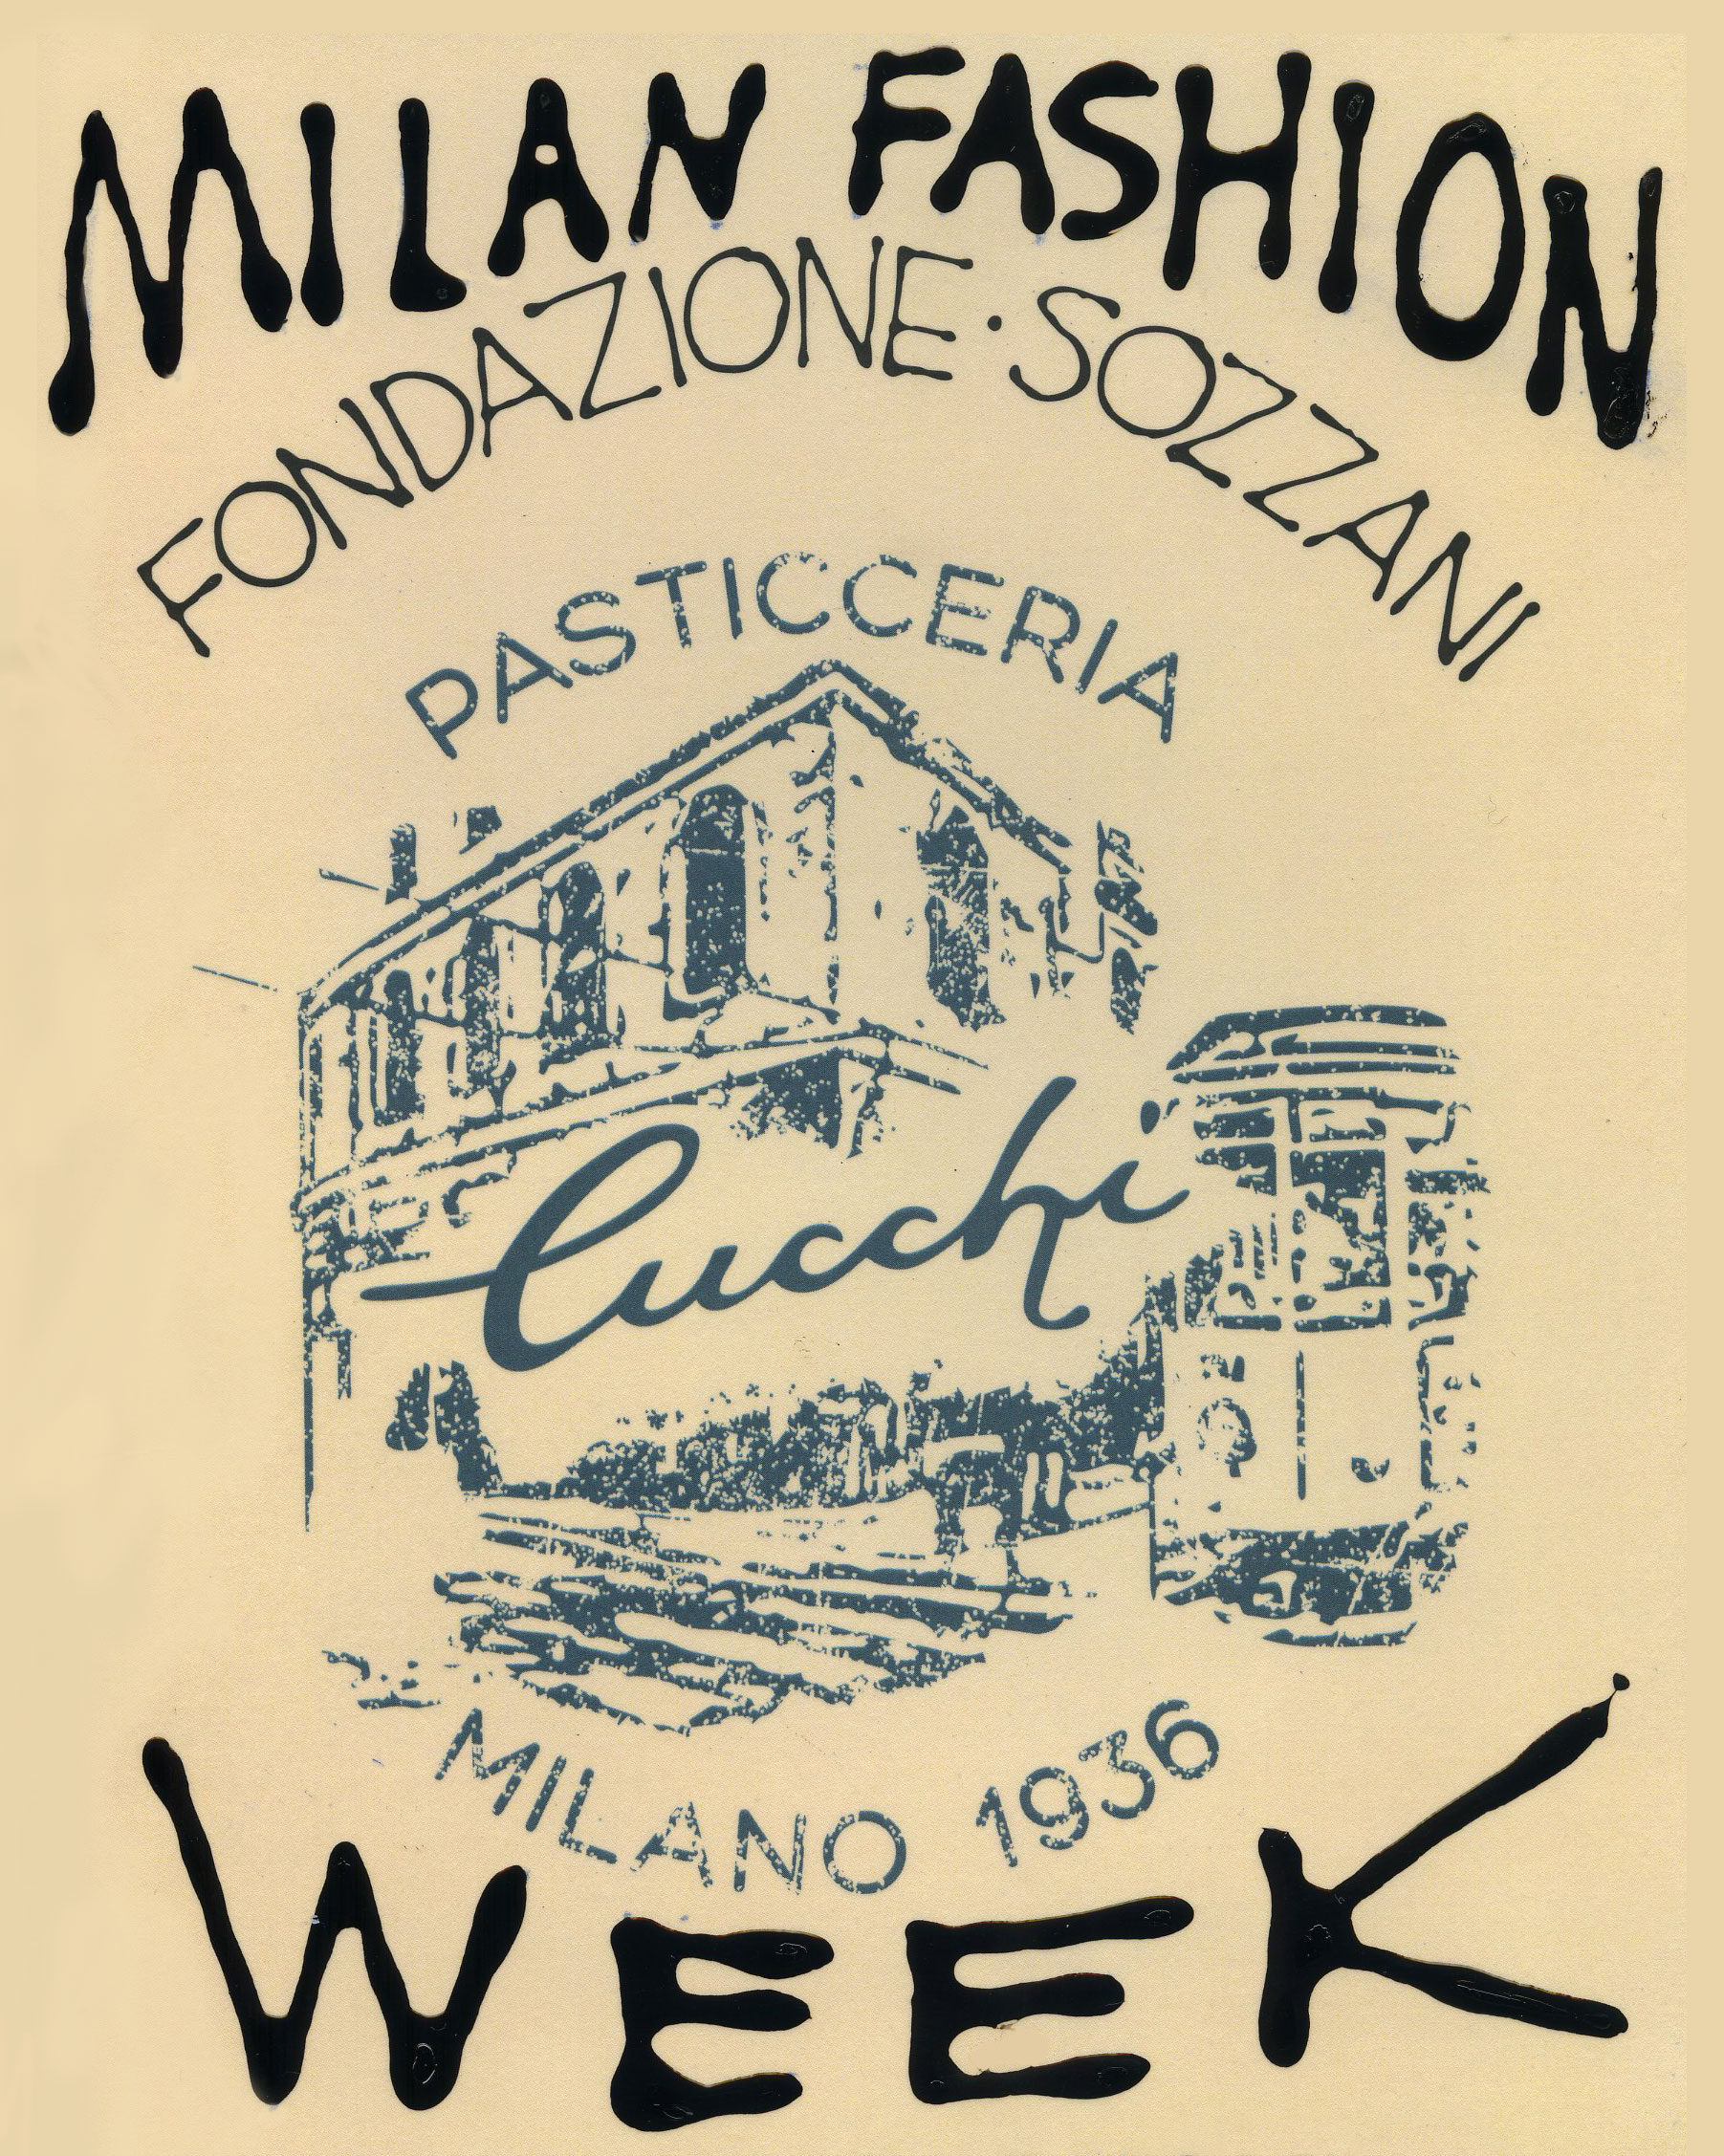 MILAN FASHION
FONDAZIONE·SOZZANI
PASTICCERIA
Cucchi
MILANO 1936
WEEK